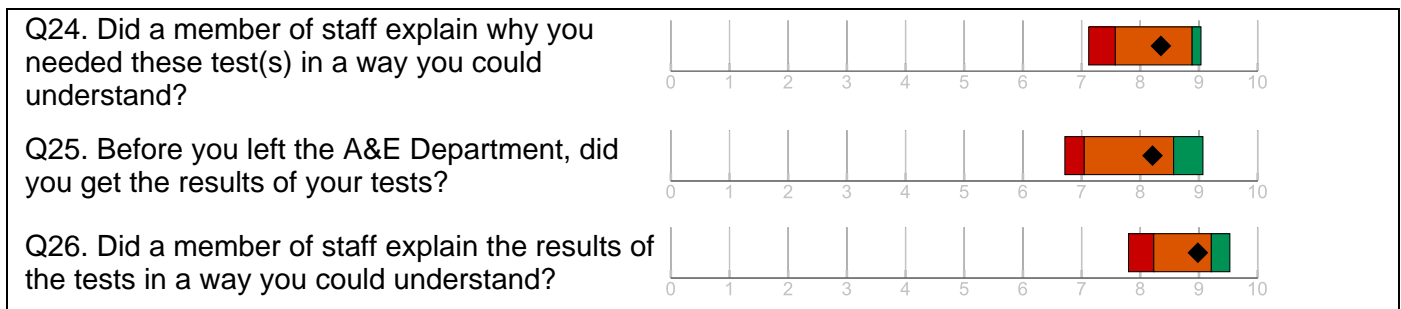 Q24. Did a member of staff explain why you
needed these test(s) in a way you could
understand?
0 1 2 3 4 5 6 7 8 9 10
Q25. Before you left the A&E Department, did
you get the results of your tests?
0 1 2 3 4 5 6 7 8 9 10
Q26. Did a member of staff explain the results of
the tests in a way you could understand?
0 1 2 3 4 5 6 7 8 9 10